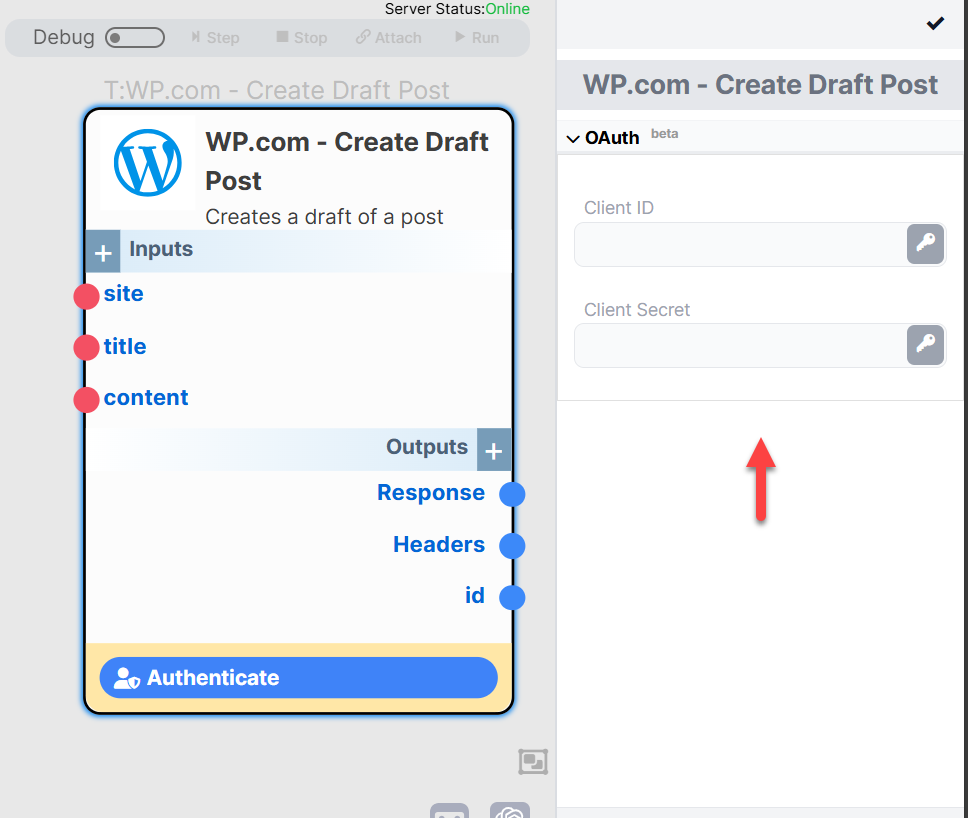 Server Status:Online
Debug
Step
Stop
Attach
Run
T:WP.com - Create Draft Post
WP.com - Create Draft
Post
Creates a draft of a post
Inputs
site
title
content
Outputs
Response
Headers
id
Authenticate
WP.com - Create Draft Post
OAuth beta
Client ID
Client Secret